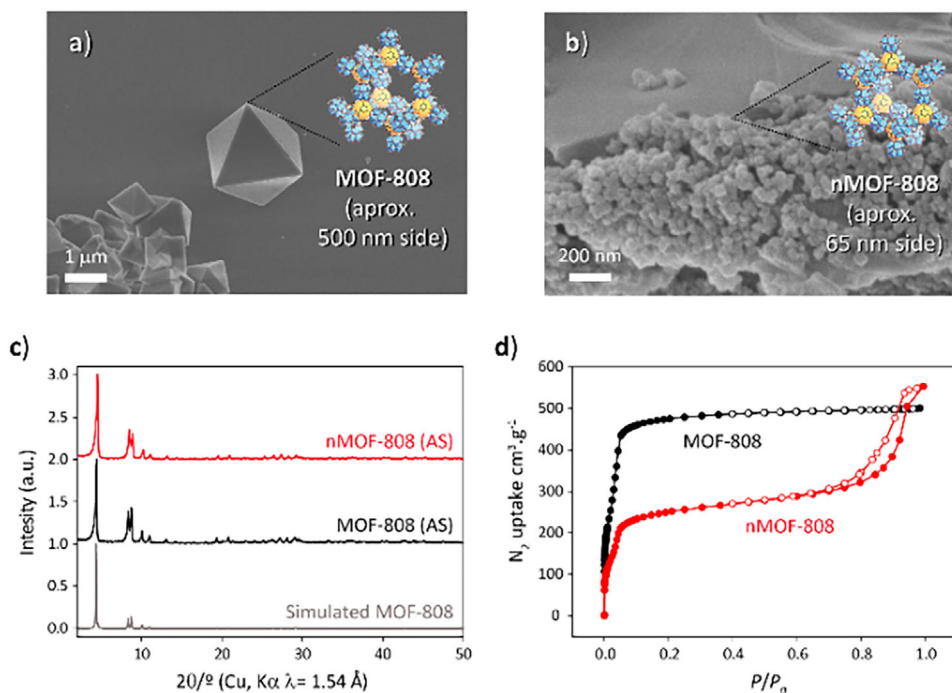 a)
MOF-808
(aprox.
500 nm side)
1 µm
b)
nMOF-808
(aprox.
65 nm side)
200 nm
c)
Intesity (a.u.)
3.0
2.5
2.0
1.5
1.0
0.5
0.0
nMOF-808 (AS)
MOF-808 (AS)
Simulated MOF-808
10
20
30
40
50
2θ/º (Cu, Kα λ= 1.54 Å)
d)
N₂ uptake cm³·g⁻¹
600
500
400
300
200
100
0
MOF-808
nMOF-808
0.0
0.2
0.4
0.6
0.8
1.0
P/P₀